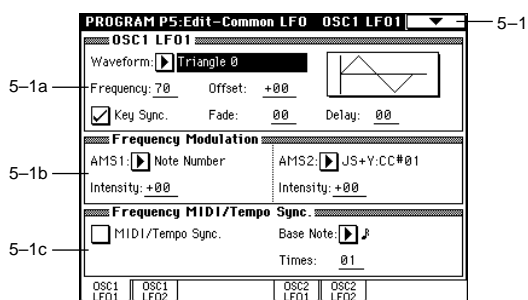 PROGRAM P5:Edit-Common LFO OSC1 LFO1
5-1
OSC1 LFO1
Waveform: Triangle 0
5–1a
Frequency: 70 Offset: +00
Key Sync. Fade: 00 Delay: 00
Frequency Modulation
5–1b
AMS1: Note Number AMS2: JS+Y:CC#01
Intensity: +00 Intensity: +00
Frequency MIDI/Tempo Sync.
5–1c
MIDI/Tempo Sync. Base Note: ♪
Times: 01
OSC1 LFO1 OSC1 LFO2 OSC2 LFO1 OSC2 LFO2